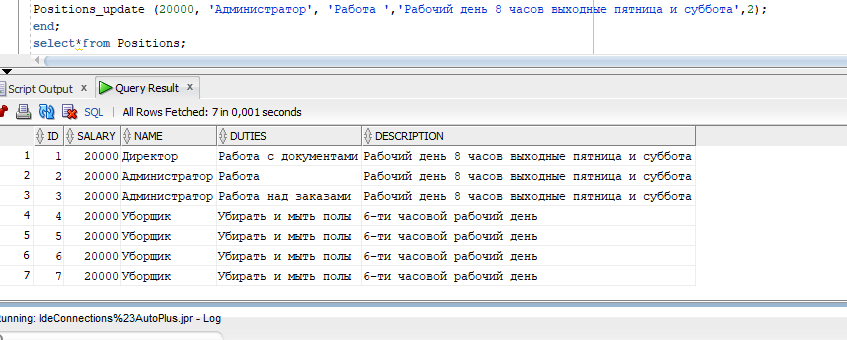 Positions_update (20000, 'Администратор', 'Работа ','Рабочий день 8 часов выходные пятница и суббота',2);
end;
select*from Positions;
Script Output x Query Result x
SQL | All Rows Fetched: 7 in 0,001 seconds
ID SALARY NAME DUTIES DESCRIPTION
1 1 20000 Директор Работа с документами Рабочий день 8 часов выходные пятница и суббота
2 2 20000 Администратор Работа Рабочий день 8 часов выходные пятница и суббота
3 3 20000 Администратор Работа над заказами Рабочий день 8 часов выходные пятница и суббота
4 4 20000 Уборщик Убирать и мыть полы 6-ти часовой рабочий день
5 5 20000 Уборщик Убирать и мыть полы 6-ти часовой рабочий день
6 6 20000 Уборщик Убирать и мыть полы 6-ти часовой рабочий день
7 7 20000 Уборщик Убирать и мыть полы 6-ти часовой рабочий день
unning: IdeConnections%23AutoPlus.jpr - Log